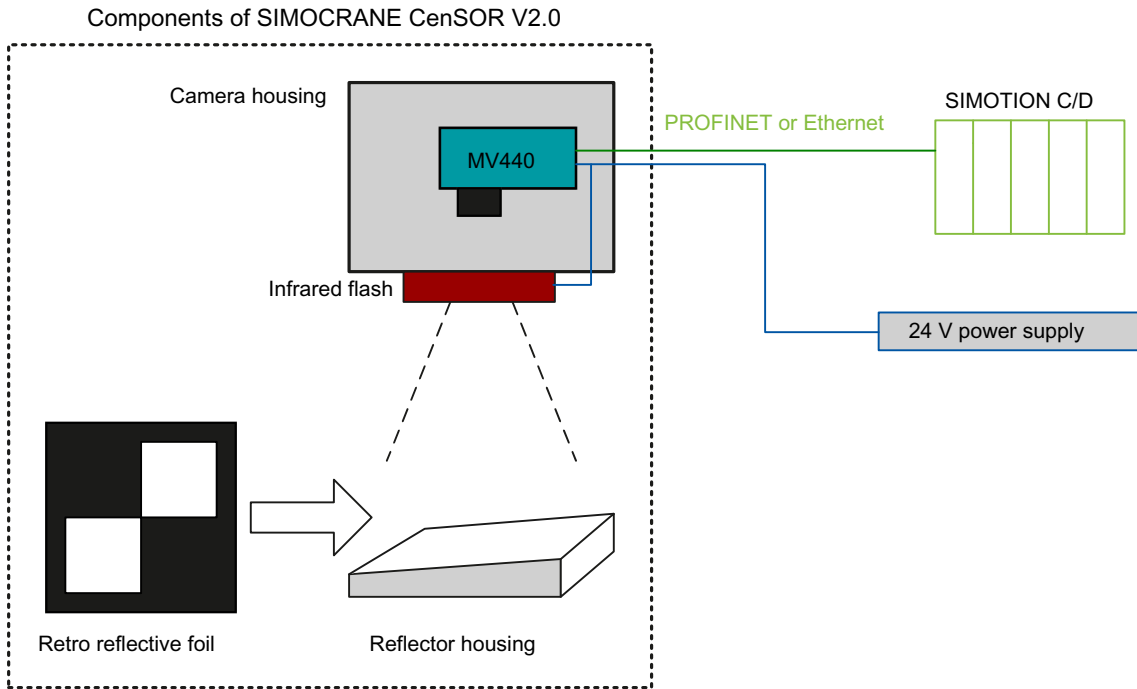 Components of SIMOCRANE CenSOR V2.0
Camera housing
SIMOTION C/D
PROFINET or Ethernet
MV440
Infrared flash
24 V power supply
Retro reflective foil
Reflector housing